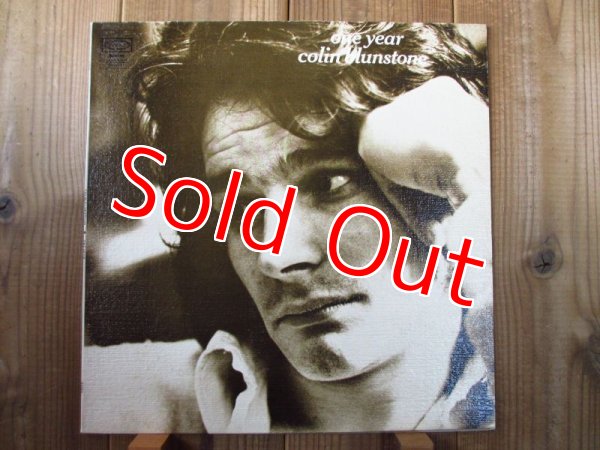 one year
colin blunstone
Sold Out